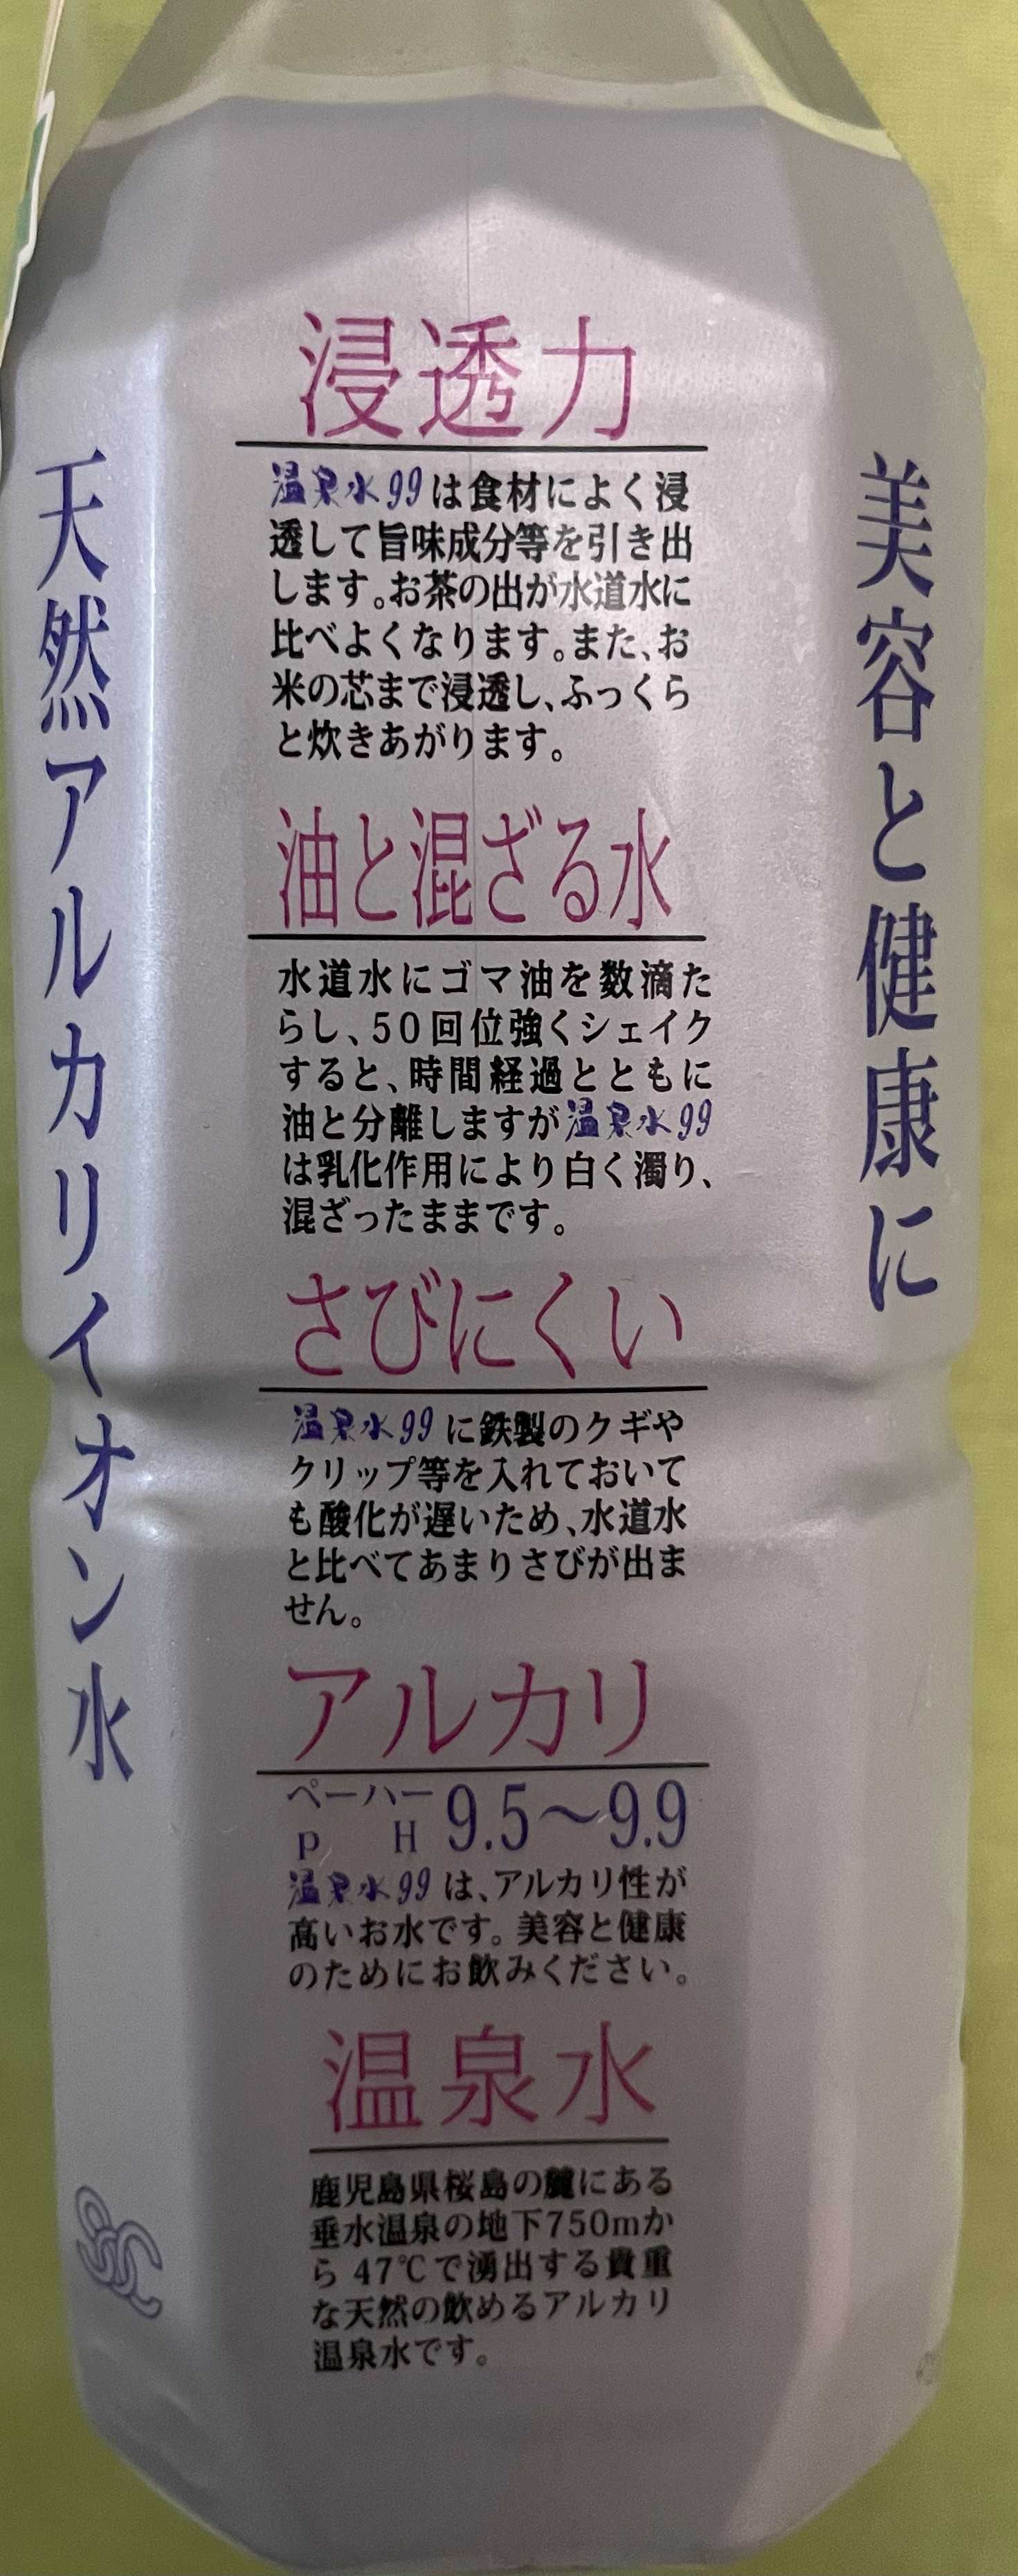 美容と健康に
浸透力
温泉水99は食材によく浸
透して旨味成分等を引き出
します。お茶の出が水道水に
比べよくなります。また、お
米の芯まで浸透し、ふっくら
と炊きあがります。
油と混ざる水
水道水にゴマ油を数滴た
らし、50回位強くシェイク
すると、時間経過とともに
油と分離しますが温泉水99
は乳化作用により白く濁り、
混ざったままです。
さびにくい
温泉水99に鉄製のクギや
クリップ等を入れておいて
も酸化が遅いため、水道水
と比べてあまりさびが出ま
せん。
アルカリ
ペーハー
pH 9.5〜9.9
温泉水99は、アルカリ性が
高いお水です。美容と健康
のためにお飲みください。
温泉水
鹿児島県桜島の麓にある
垂水温泉の地下750mか
ら47℃で湧出する貴重
な天然の飲めるアルカリ
温泉水です。
天然アルカリイオン水